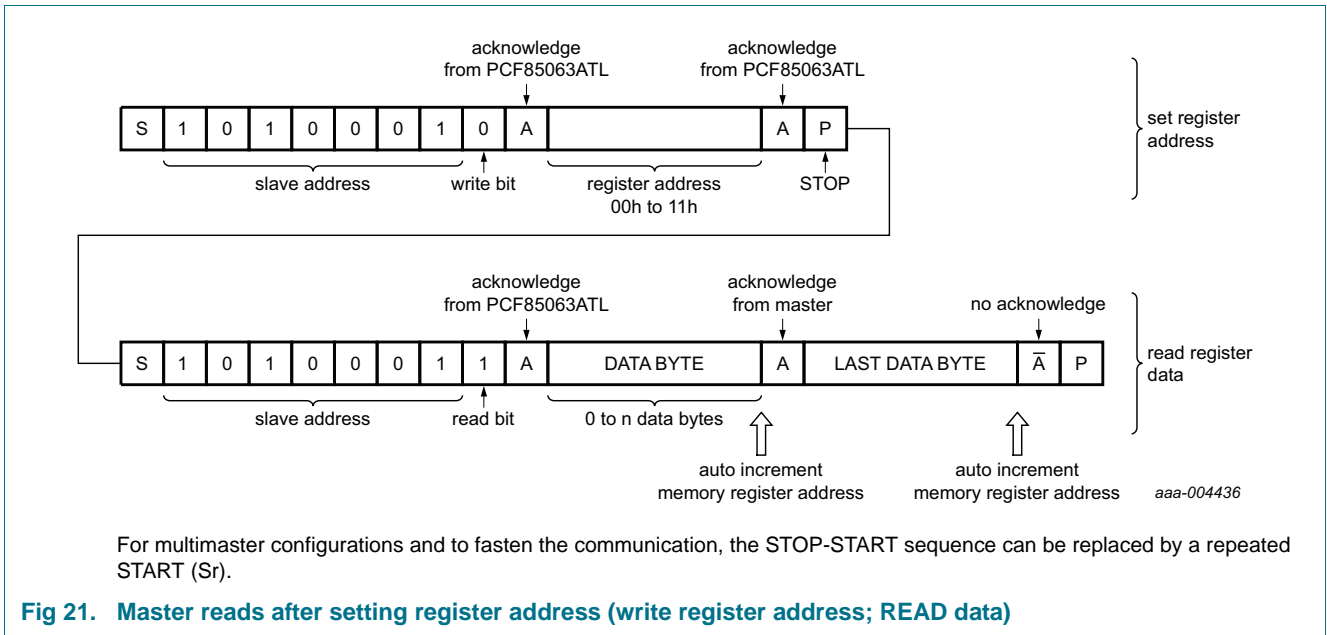 acknowledge
from PCF85063ATL
acknowledge
from PCF85063ATL
S 1 0 1 0 0 0 1 0 A A P
set register
address
slave address
write bit
register address
00h to 11h
STOP
acknowledge
from PCF85063ATL
acknowledge
from master
no acknowledge
S 1 0 1 0 0 0 1 1 A DATA BYTE A LAST DATA BYTE A̅ P
read register
data
slave address
read bit
0 to n data bytes
auto increment
memory register address
auto increment
memory register address
aaa-004436
For multimaster configurations and to fasten the communication, the STOP-START sequence can be replaced by a repeated
START (Sr).
Fig 21. Master reads after setting register address (write register address; READ data)